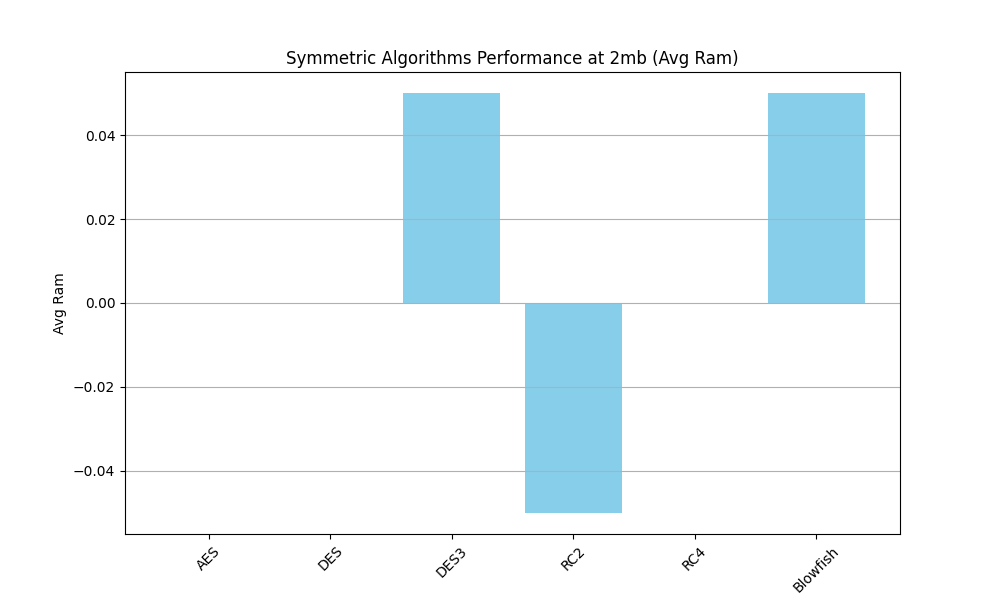 Symmetric Algorithms Performance at 2mb (Avg Ram)
Avg Ram
0.04
0.02
0.00
−0.02
−0.04
AES
DES
DES3
RC2
RC4
Blowfish